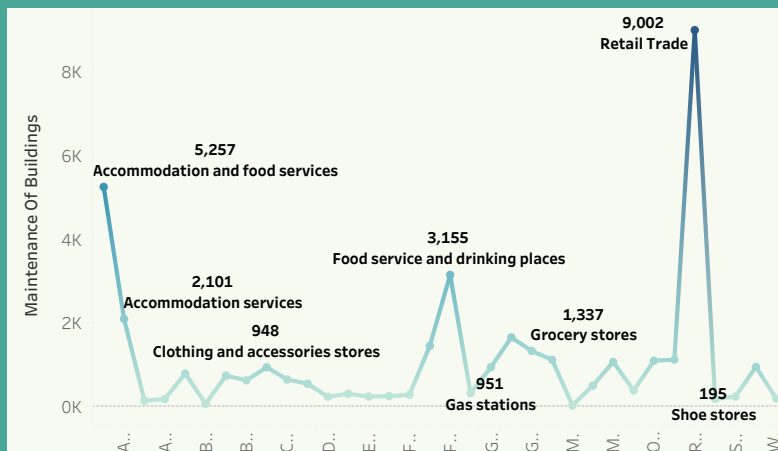 9,002
Retail Trade
8K
Maintenance Of Buildings
6K
5,257
Accommodation and food services
4K
3,155
Food service and drinking places
2,101
Accommodation services
2K
1,337
Grocery stores
948
Clothing and accessories stores
951
Gas stations
195
Shoe stores
0K
A..
A..
B..
B..
C..
D..
E..
F..
F..
G..
G..
M..
M..
O..
R..
S..
W..